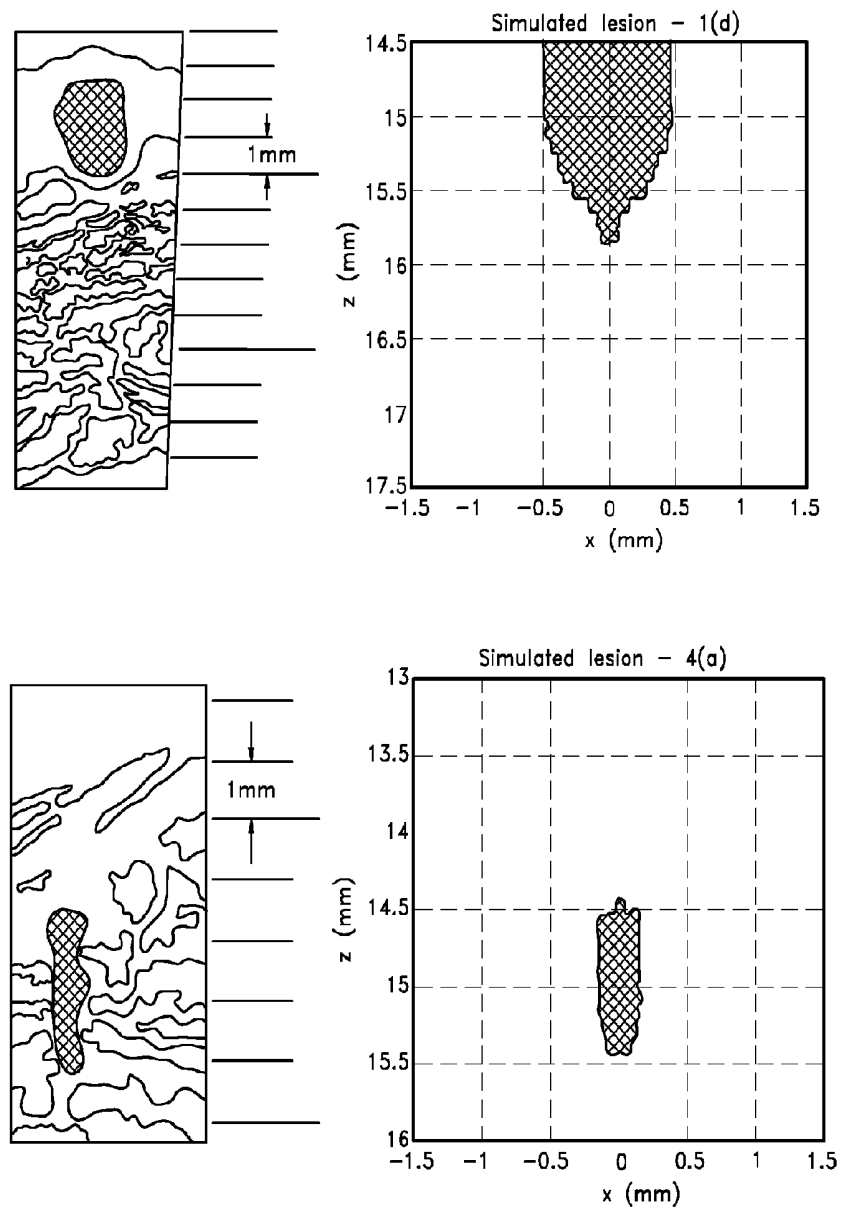 Simulated lesion - 1(d)
14.5
15
15.5
16
16.5
17
17.5
z (mm)
-1.5 -1 -0.5 0 0.5 1 1.5
x (mm)
1mm
Simulated lesion - 4(a)
13
13.5
14
14.5
15
15.5
16
z (mm)
-1.5 -1 -0.5 0 0.5 1 1.5
x (mm)
1mm